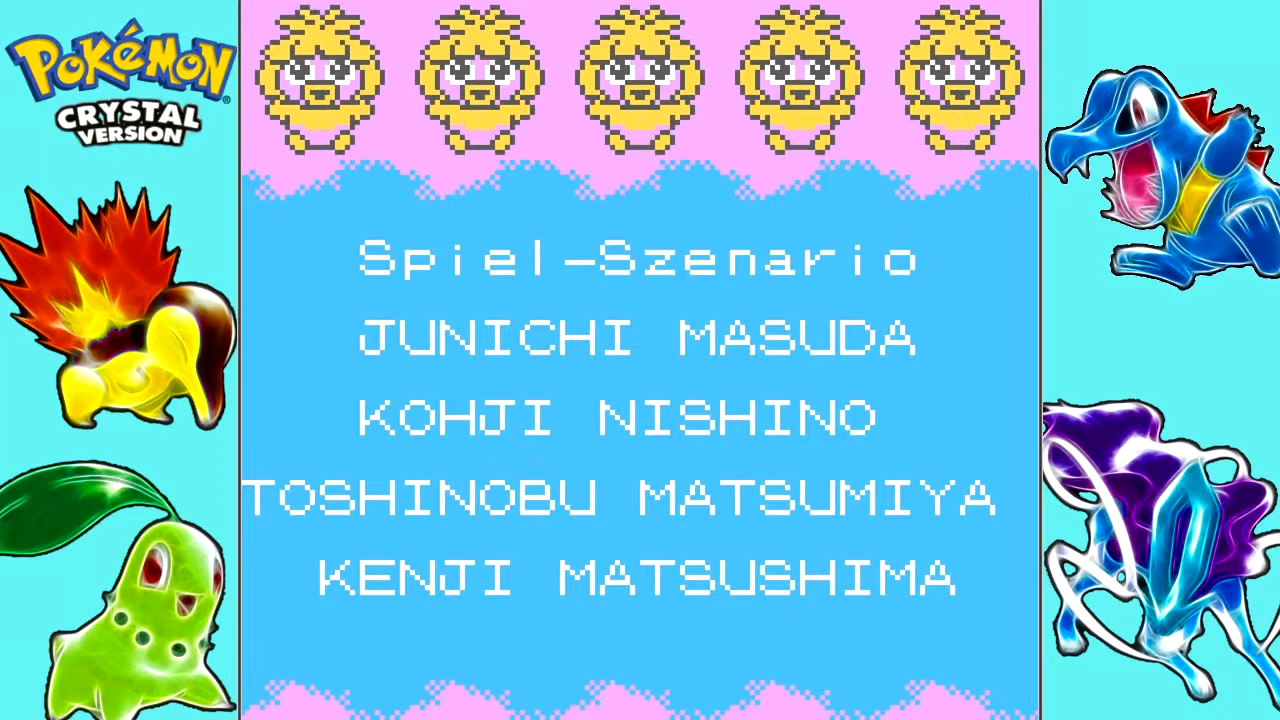 POKéMON®
CRYSTAL
VERSION
Spiel-Szenario
JUNICHI MASUDA
KOHJI NISHINO
TOSHINOBU MATSUMIYA
KENJI MATSUSHIMA